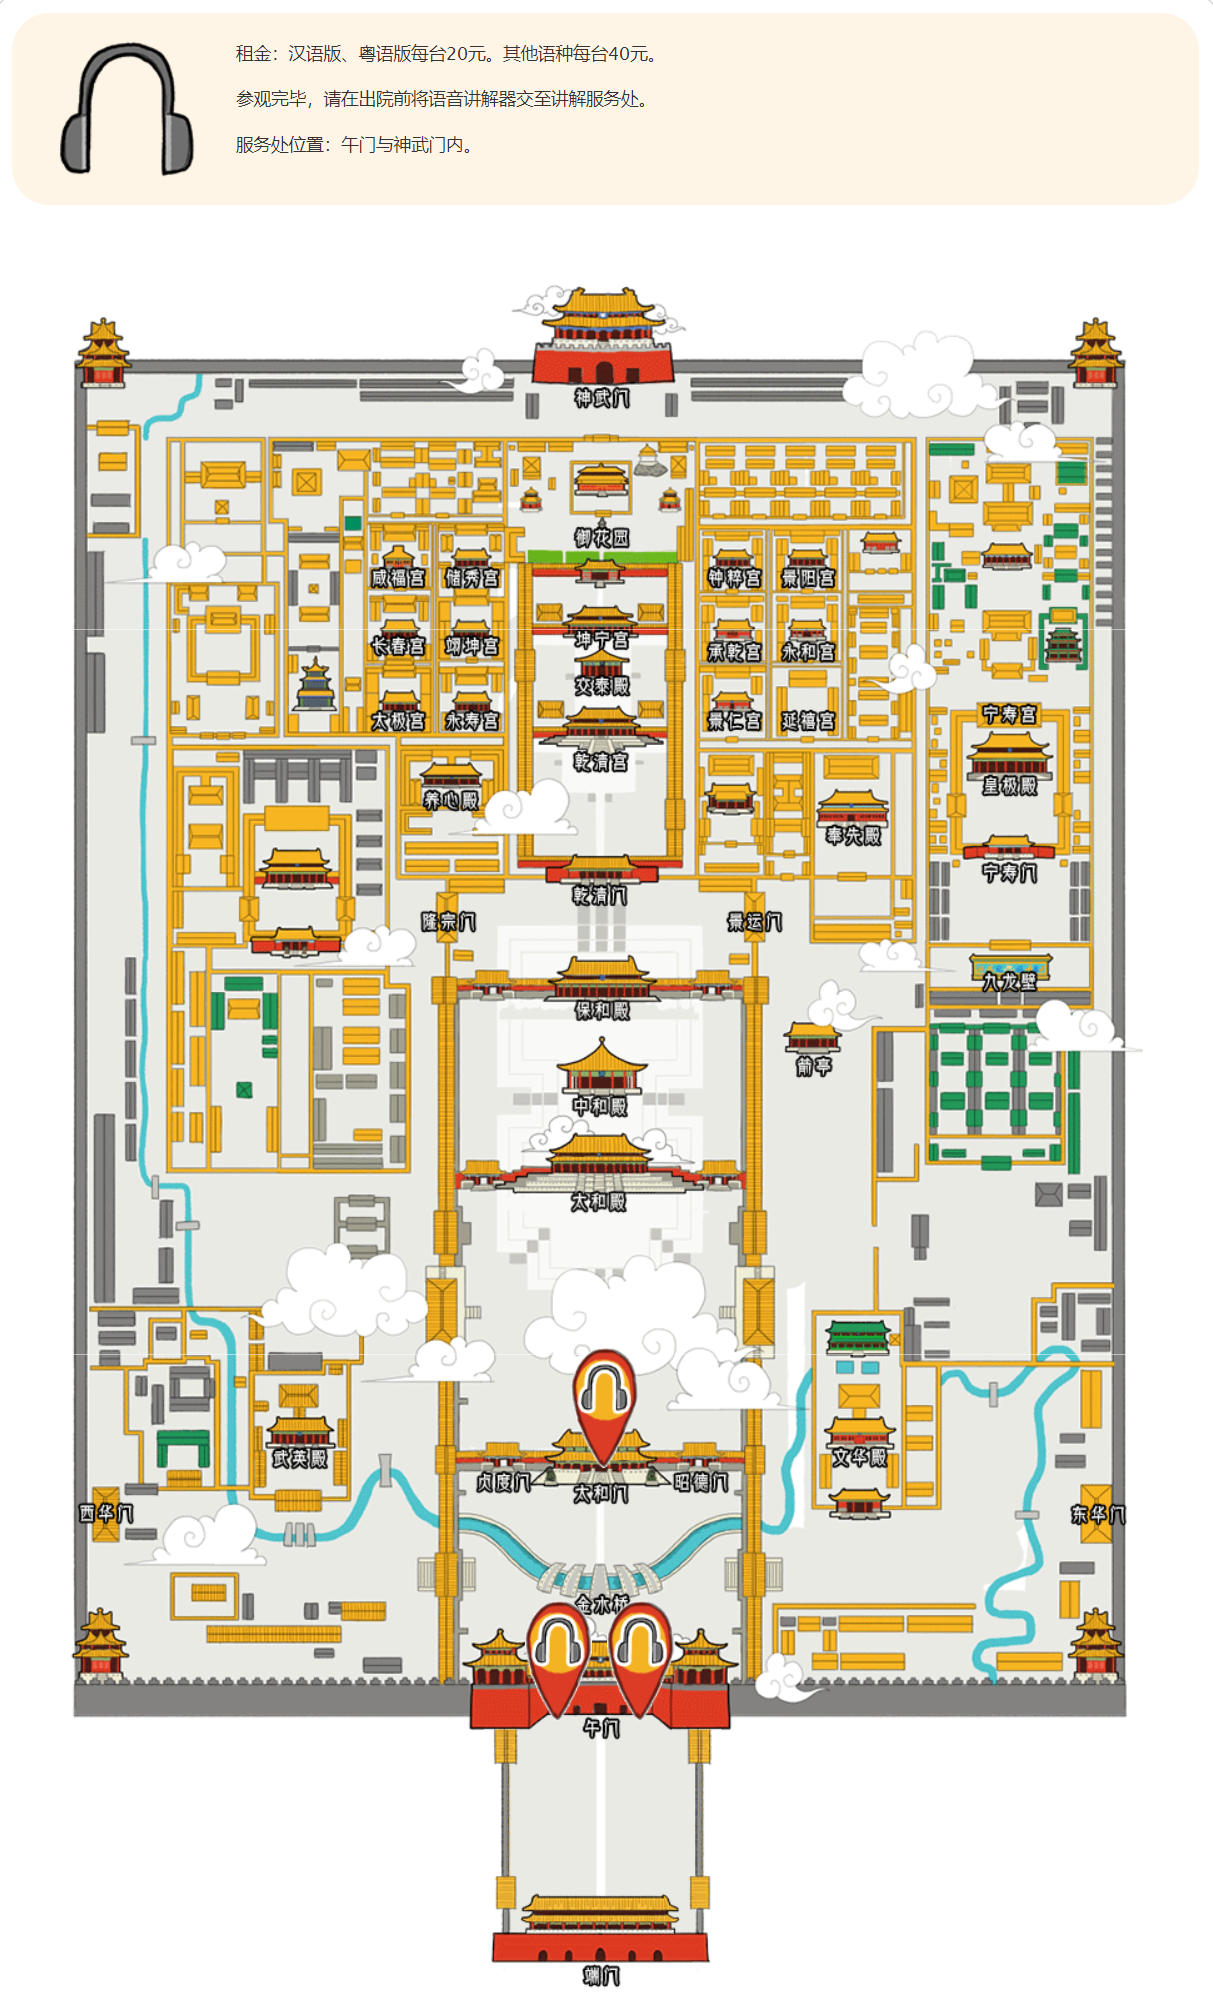 租金：汉语版、粤语版每台20元。其他语种每台40元。
参观完毕，请在出院前将语音讲解器交至讲解服务处。
服务处位置：午门与神武门内。
神武门
御花园
咸福宫 储秀宫 钟粹宫 景阳宫
长春宫 翊坤宫 坤宁宫 承乾宫 永和宫
交泰殿
太极宫 永寿宫 景仁宫 延禧宫 宁寿宫
乾清宫
养心殿 皇极殿
奉先殿
宁寿门
乾清门
隆宗门 景运门
九龙壁
保和殿
箭亭
中和殿
太和殿
武英殿 文华殿
贞度门 太和门 昭德门
西华门 东华门
金水桥
午门
端门